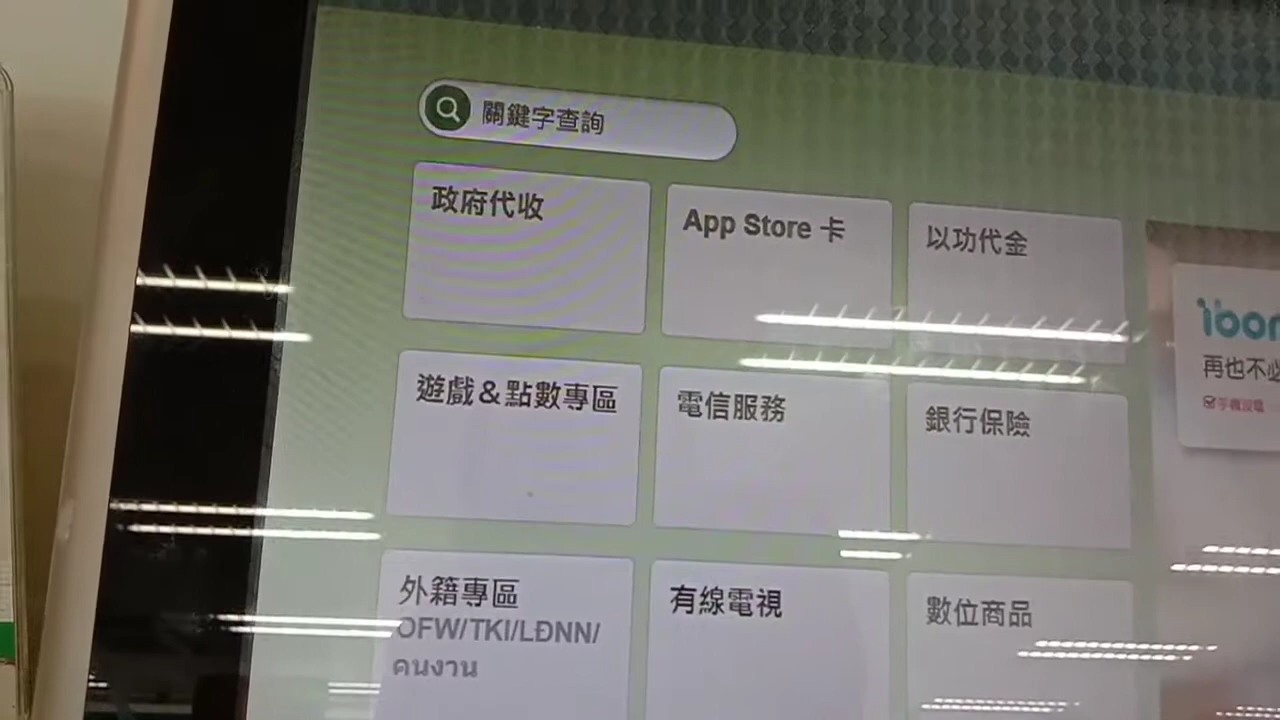 關鍵字查詢
政府代收
App Store 卡
以功代金
遊戲&點數專區
電信服務
銀行保險
外籍專區
OFW/TKI/LĐNN/
คนงาน
有線電視
數位商品
ibon
再也不必